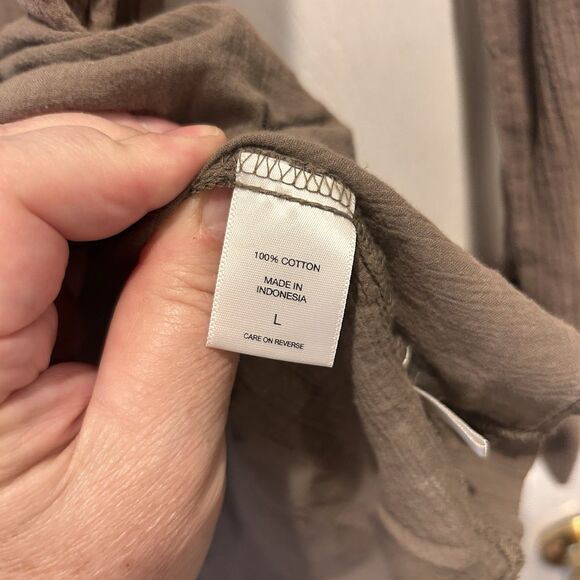 100% COTTON
MADE IN
INDONESIA
L
CARE ON REVERSE